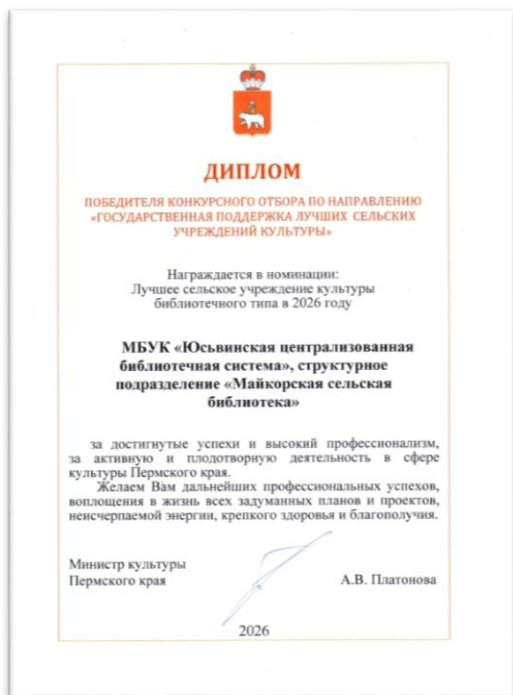 ДИПЛОМ
ПОБЕДИТЕЛЯ КОНКУРСНОГО ОТБОРА ПО НАПРАВЛЕНИЮ
«ГОСУДАРСТВЕННАЯ ПОДДЕРЖКА ЛУЧШИХ СЕЛЬСКИХ
УЧРЕЖДЕНИЙ КУЛЬТУРЫ»
Награждается в номинации:
Лучшее сельское учреждение культуры
библиотечного типа в 2026 году
МБУК «Юсьвинская централизованная
библиотечная система», структурное
подразделение «Майкорская сельская
библиотека»
за достигнутые успехи и высокий профессионализм,
за активную и плодотворную деятельность в сфере
культуры Пермского края.
Желаем Вам дальнейших профессиональных успехов,
воплощения в жизнь всех задуманных планов и проектов,
неисчерпаемой энергии, крепкого здоровья и благополучия.
Министр культуры
Пермского края
А.В. Платонова
2026